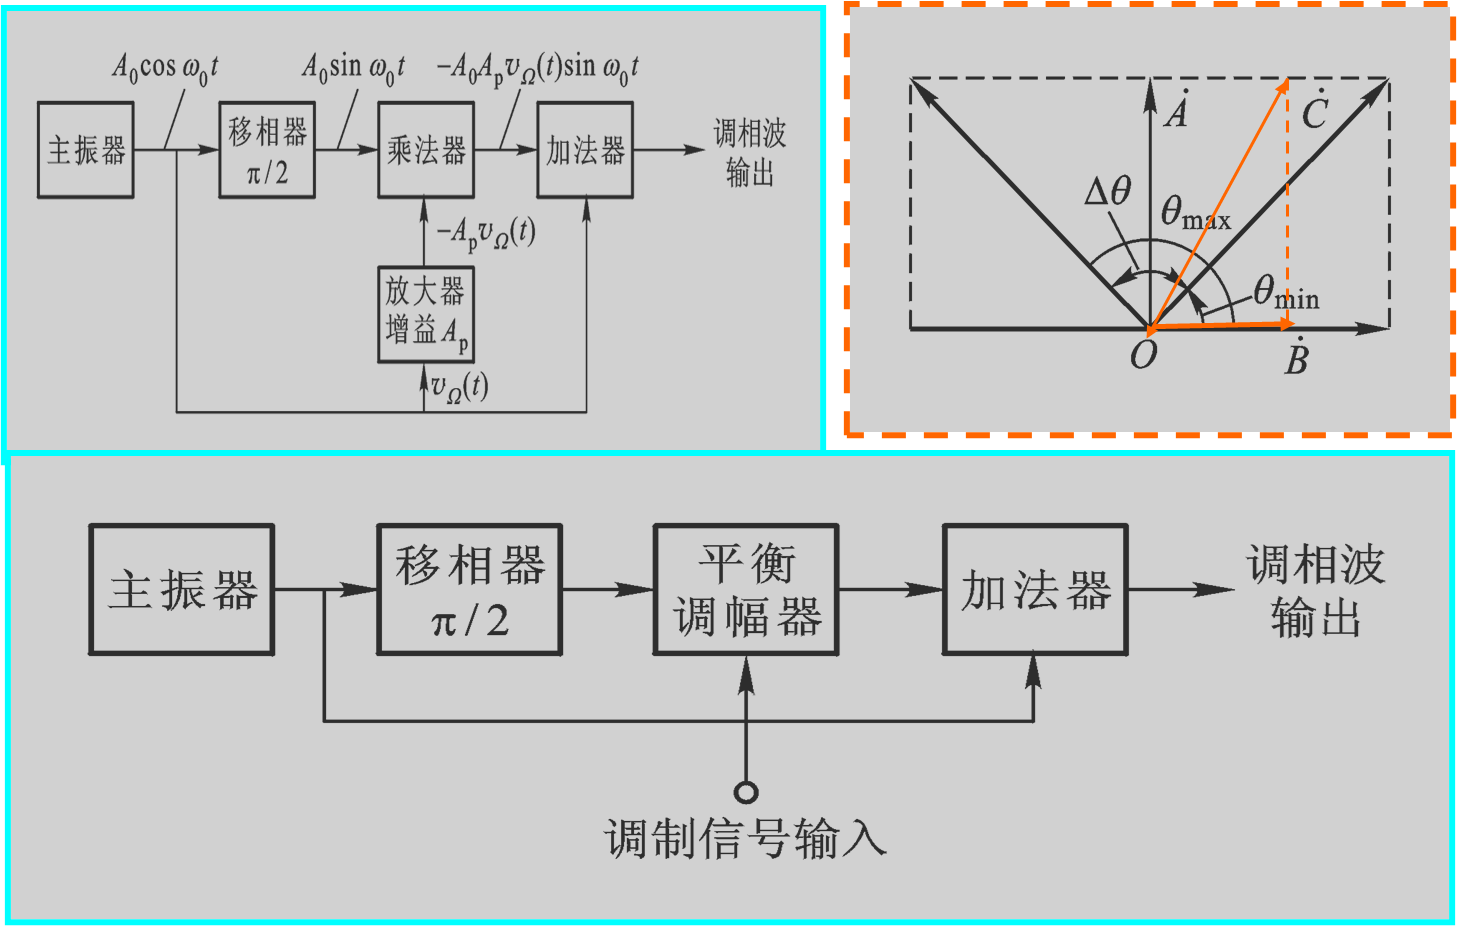 A₀cos ω₀t
A₀sin ω₀t
−A₀AₚvΩ(t)sin ω₀t
主振器
移相器
π/2
乘法器
加法器
调相波
输出
−AₚvΩ(t)
放大器
增益 Aₚ
vΩ(t)
Ȧ
Ċ
Δθ
θmax
θmin
O
Ḃ
主振器
移相器
π/2
平衡
调幅器
加法器
调相波
输出
调制信号输入